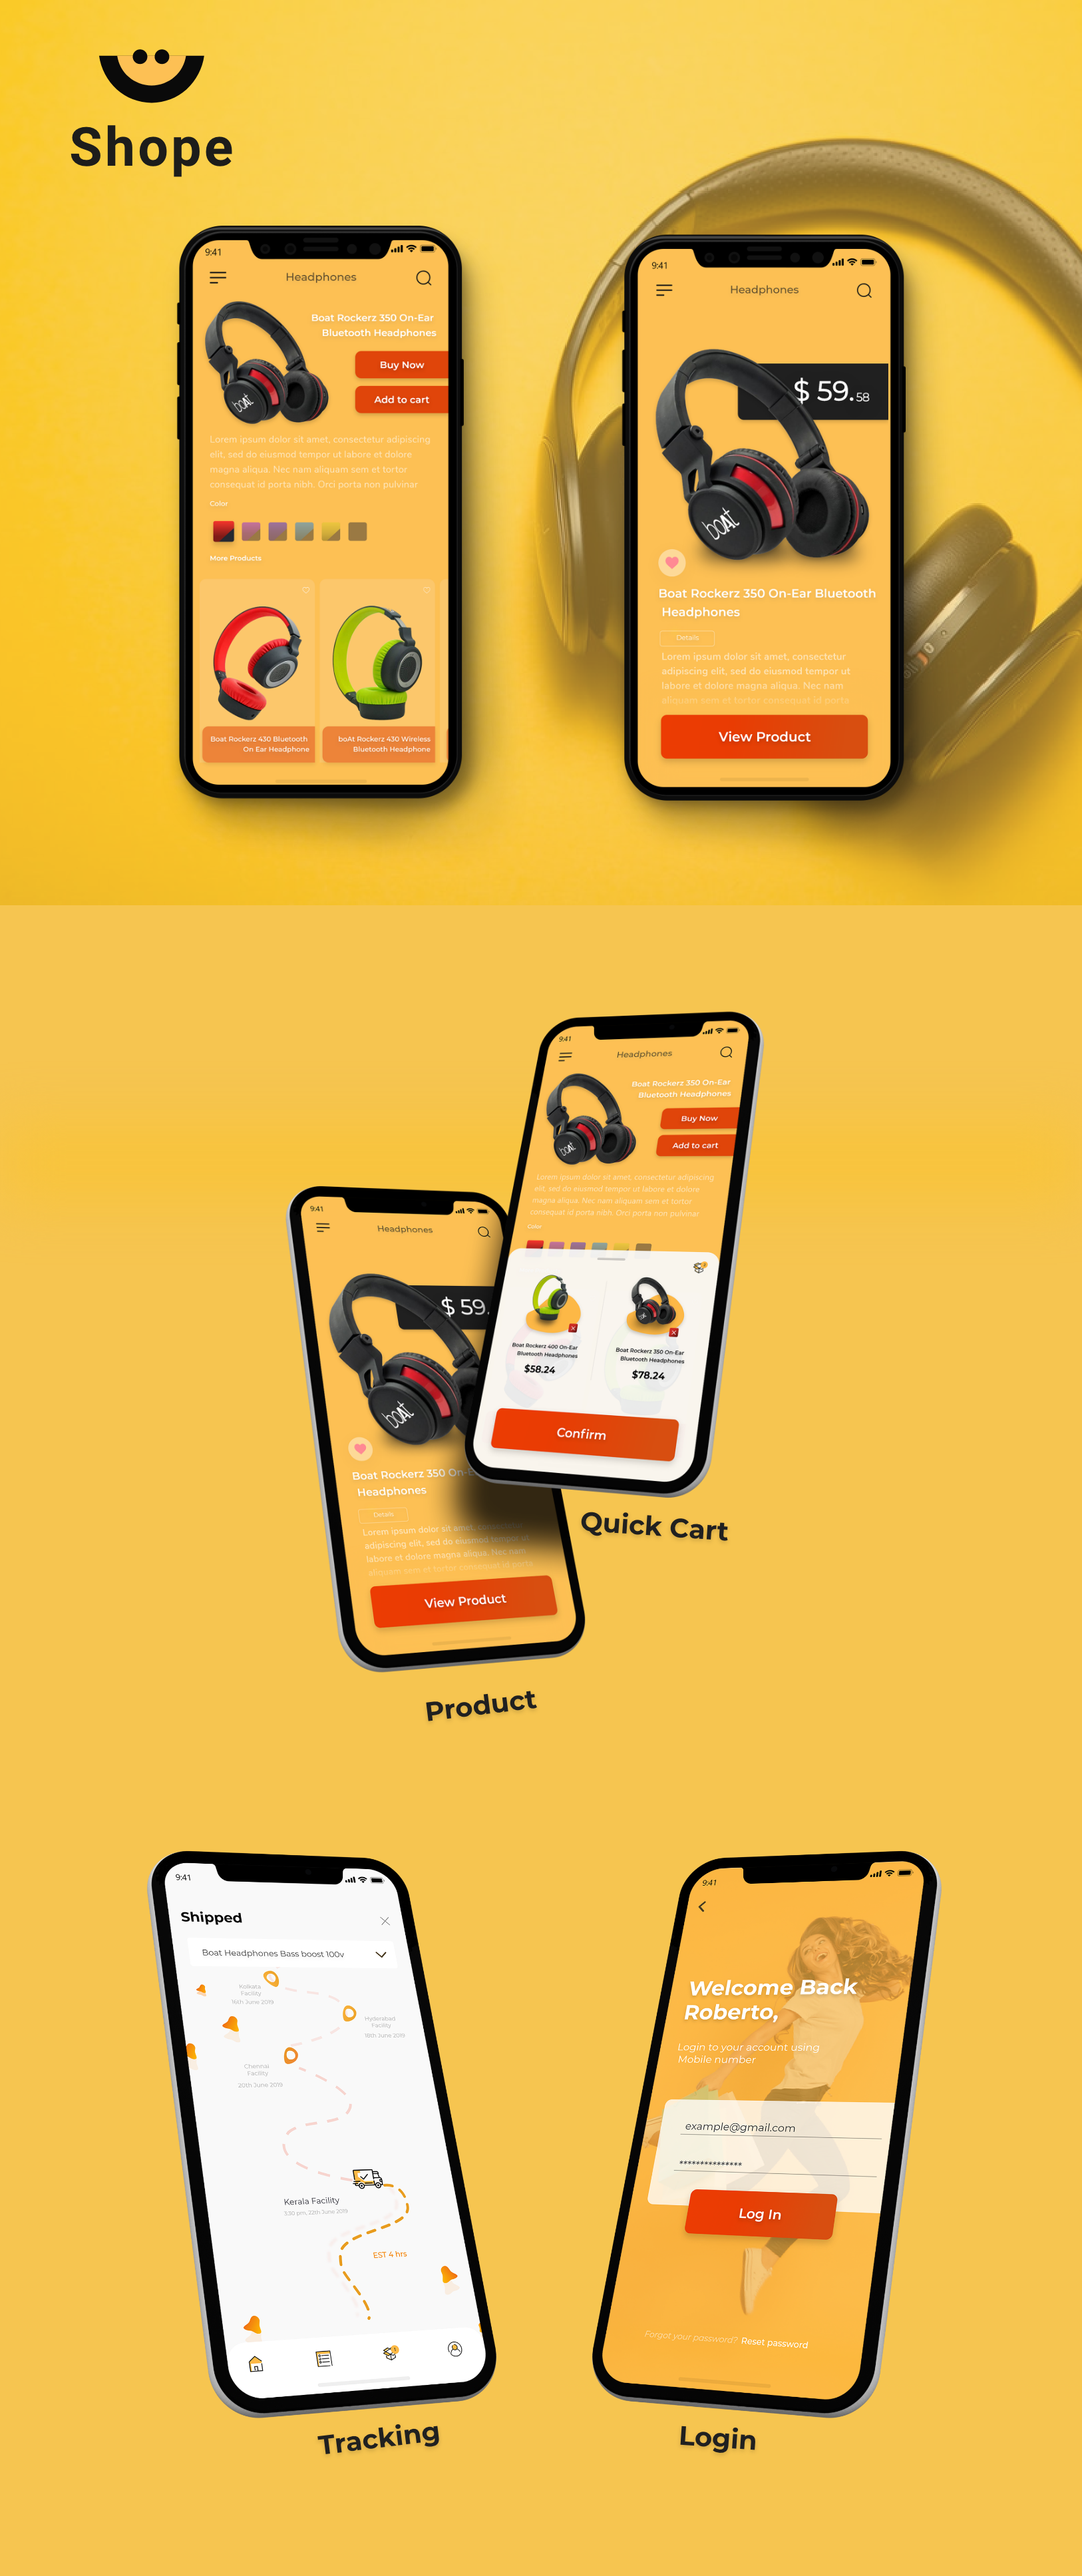 Shope
9:41
Headphones
Boat Rockerz 350 On-Ear
Bluetooth Headphones
Buy Now
Add to cart
boAt
Lorem ipsum dolor sit amet, consectetur adipiscing
elit, sed do eiusmod tempor ut labore et dolore
magna aliqua. Nec nam aliquam sem et tortor
consequat id porta nibh. Orci porta non pulvinar
Color
More Products
Boat Rockerz 430 Bluetooth
On Ear Headphone
boAt Rockerz 430 Wireless
Bluetooth Headphone
9:41
Headphones
$ 59.58
boAt
Boat Rockerz 350 On-Ear Bluetooth
Headphones
Details
Lorem ipsum dolor sit amet, consectetur
adipiscing elit, sed do eiusmod tempor ut
labore et dolore magna aliqua. Nec nam
aliquam sem et tortor consequat id porta
View Product
9:41
Headphones
Boat Rockerz 350 On-Ear
Bluetooth Headphones
Buy Now
Add to cart
boAt
Lorem ipsum dolor sit amet, consectetur adipiscing
elit, sed do eiusmod tempor ut labore et dolore
magna aliqua. Nec nam aliquam sem et tortor
consequat id porta nibh. Orci porta non pulvinar
Color
Boat Rockerz 400 On-Ear
Bluetooth Headphones
$58.24
Boat Rockerz 350 On-Ear
Bluetooth Headphones
$78.24
Confirm
Quick Cart
9:41
Headphones
$ 59.
boAt
Boat Rockerz 350 On-E
Headphones
Details
Lorem ipsum dolor sit amet, consectetur
adipiscing elit, sed do eiusmod tempor ut
labore et dolore magna aliqua. Nec nam
aliquam sem et tortor consequat id porta
View Product
Product
9:41
Shipped
Boat Headphones Bass boost 100v
Kolkata
Facility
16th June 2019
Hyderabad
Facility
18th June 2019
Chennai
Facility
20th June 2019
Kerala Facility
5:30 pm, 22th June 2019
EST 4 hrs
Tracking
9:41
Welcome Back
Roberto,
Login to your account using
Mobile number
example@gmail.com
***************
Log In
Forgot your password? Reset password
Login